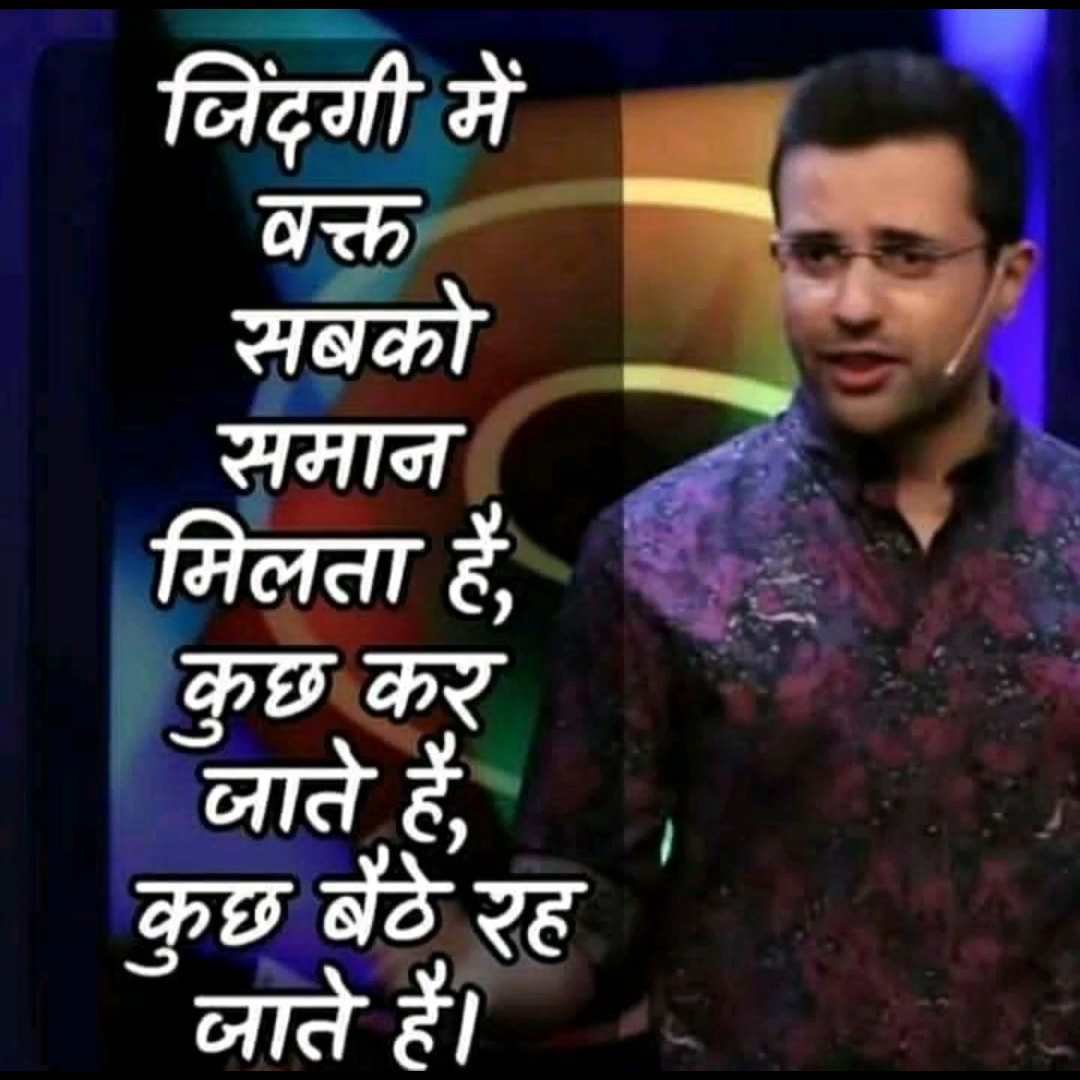 जिंदगी में
वक्त
सबको
समान
मिलता है,
कुछ कर
जाते है,
कुछ बैठे रह
जाते है।